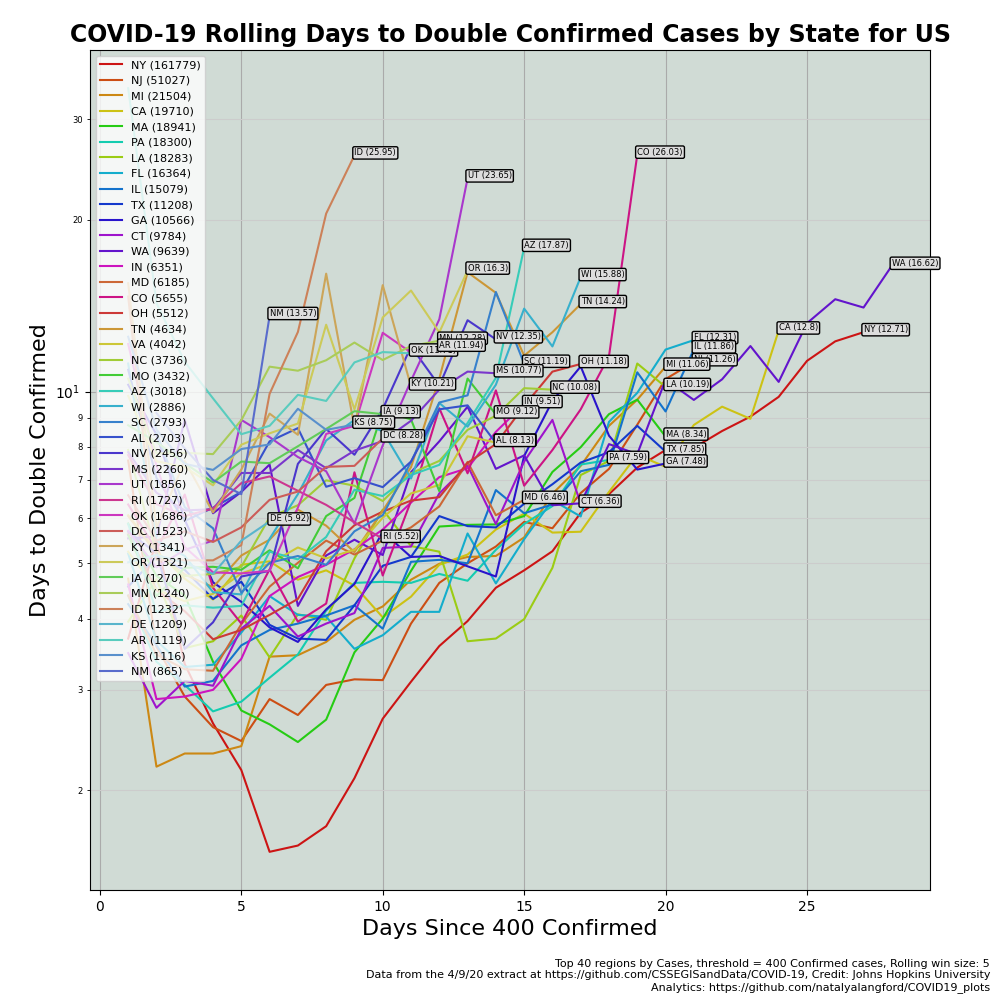 COVID-19 Rolling Days to Double Confirmed Cases by State for US
NY (161779)
NJ (51027)
MI (21504)
CA (19710)
MA (18941)
PA (18300)
LA (18283)
FL (16364)
IL (15079)
TX (11208)
GA (10566)
CT (9784)
WA (9639)
IN (6351)
MD (6185)
CO (5655)
OH (5512)
TN (4634)
VA (4042)
NC (3736)
MO (3432)
AZ (3018)
WI (2886)
SC (2793)
AL (2703)
NV (2456)
MS (2260)
UT (1856)
RI (1727)
OK (1686)
DC (1523)
KY (1341)
OR (1321)
IA (1270)
MN (1240)
ID (1232)
DE (1209)
AR (1119)
KS (1116)
NM (865)
ID (25.95)
CO (26.03)
UT (23.65)
AZ (17.87)
WA (16.62)
OR (16.3)
WI (15.88)
TN (14.24)
NM (13.57)
CA (12.8)
NY (12.71)
NV (12.35)
FL (12.31)
AR (11.94)
IL (11.86)
SC (11.19)
OH (11.18)
MI (11.06)
MS (10.77)
KY (10.21)
LA (10.19)
NC (10.08)
IN (9.51)
IA (9.13)
MO (9.12)
KS (8.75)
DC (8.28)
MA (8.34)
AL (8.13)
TX (7.85)
PA (7.59)
GA (7.48)
MD (6.46)
CT (6.36)
DE (5.92)
RI (5.52)
30
20
10¹
9
8
7
6
5
4
3
2
Days to Double Confirmed
0 5 10 15 20 25
Days Since 400 Confirmed
Top 40 regions by Cases, threshold = 400 Confirmed cases, Rolling win size: 5
Data from the 4/9/20 extract at https://github.com/CSSEGISandData/COVID-19, Credit: Johns Hopkins University
Analytics: https://github.com/natalyalangford/COVID19_plots